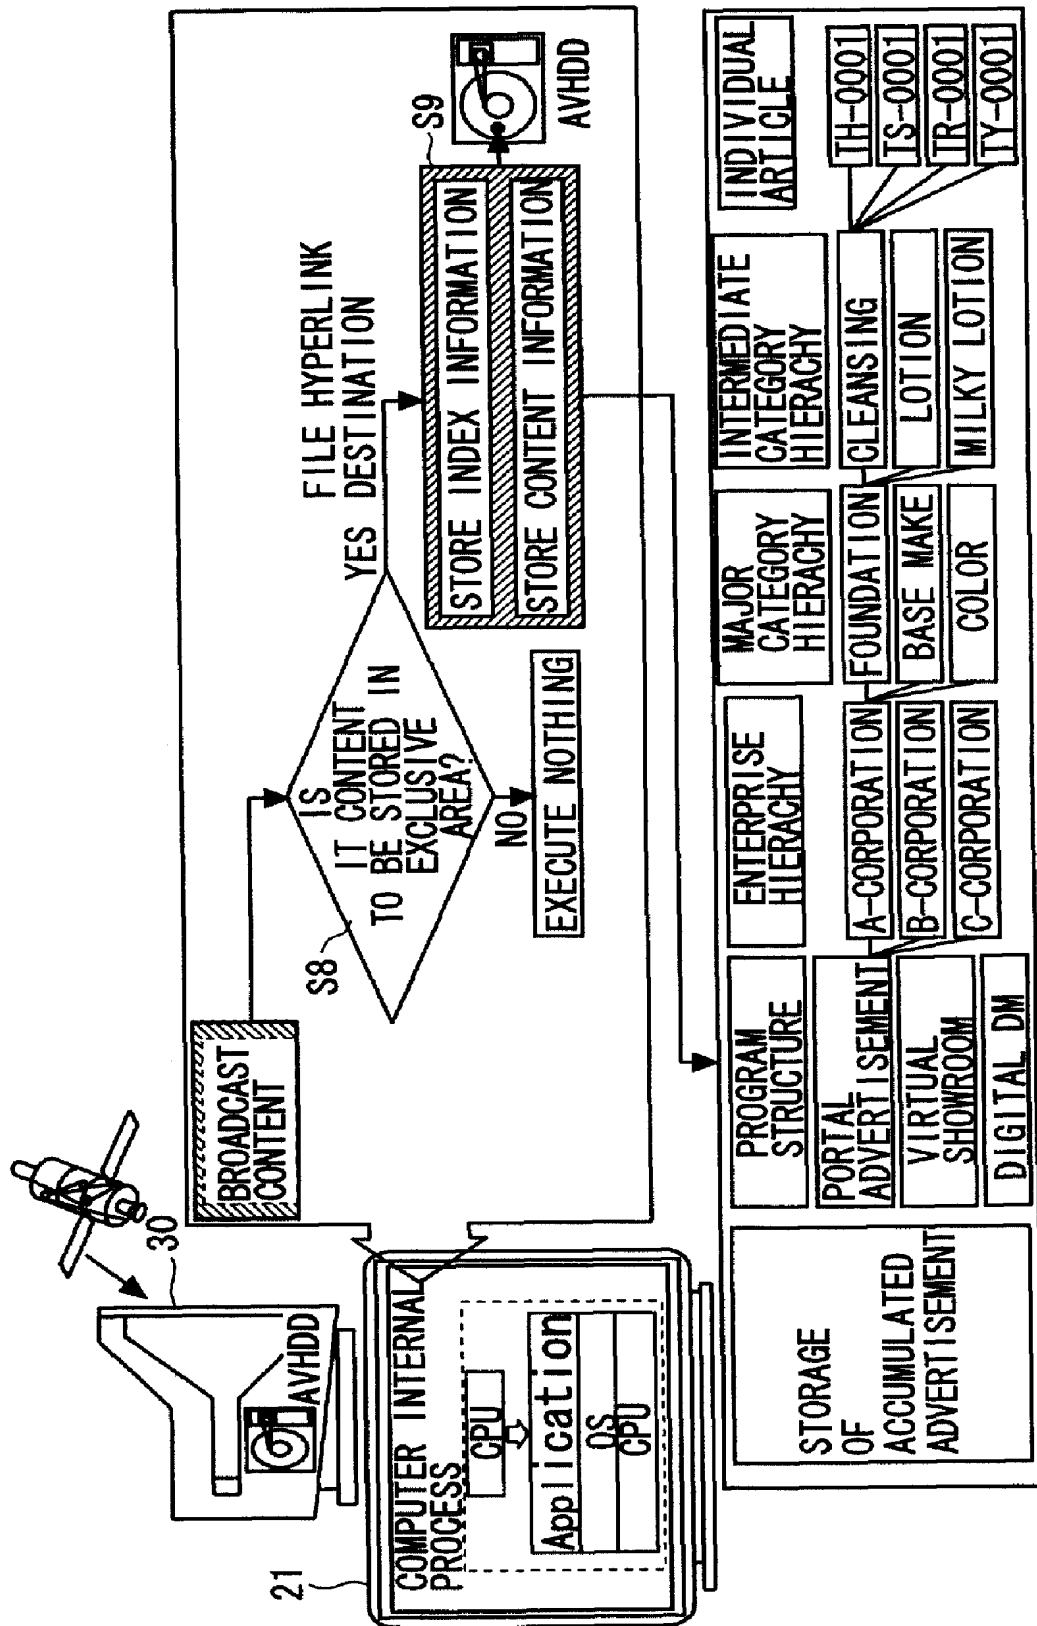 30
AVHDD
21
COMPUTER INTERNAL
PROCESS
CPU
Application
OS
CPU
BROADCAST
CONTENT
S8
IS
IT CONTENT
TO BE STORED IN
EXCLUSIVE
AREA?
YES
NO
EXECUTE NOTHING
FILE HYPERLINK
DESTINATION
S9
STORE INDEX INFORMATION
STORE CONTENT INFORMATION
AVHDD
STORAGE
OF
ACCUMULATED
ADVERTISEMENT
PROGRAM
STRUCTURE
PORTAL
ADVERTISEMENT
VIRTUAL
SHOWROOM
DIGITAL DM
ENTERPRISE
HIERACHY
A-CORPORATION
B-CORPORATION
C-CORPORATION
MAJOR
CATEGORY
HIERACHY
FOUNDATION
BASE MAKE
COLOR
INTERMEDIATE
CATEGORY
HIERACHY
CLEANSING
LOTION
MILKY LOTION
INDIVIDUAL
ARTICLE
TH-0001
TS-0001
TR-0001
TY-0001